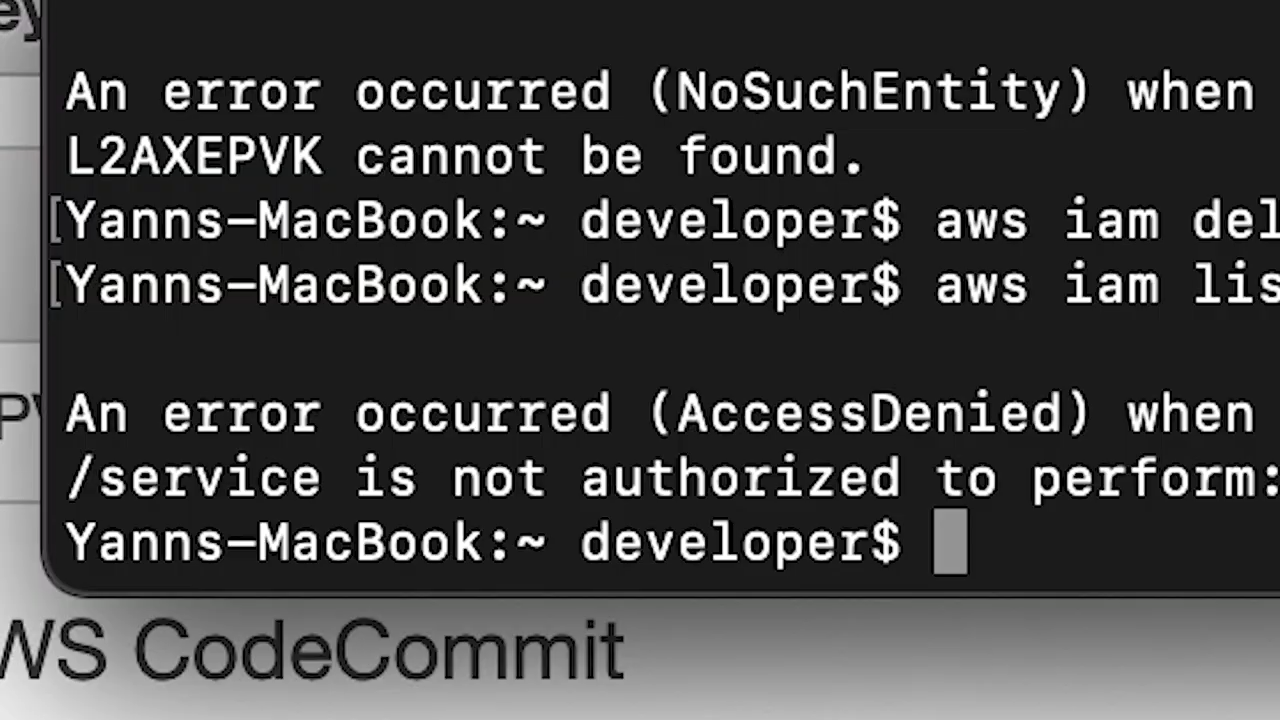 An error occurred (NoSuchEntity) when
L2AXEPVK cannot be found.
[Yanns-MacBook:~ developer$ aws iam del
[Yanns-MacBook:~ developer$ aws iam lis
An error occurred (AccessDenied) when
/service is not authorized to perform:
Yanns-MacBook:~ developer$
WS CodeCommit